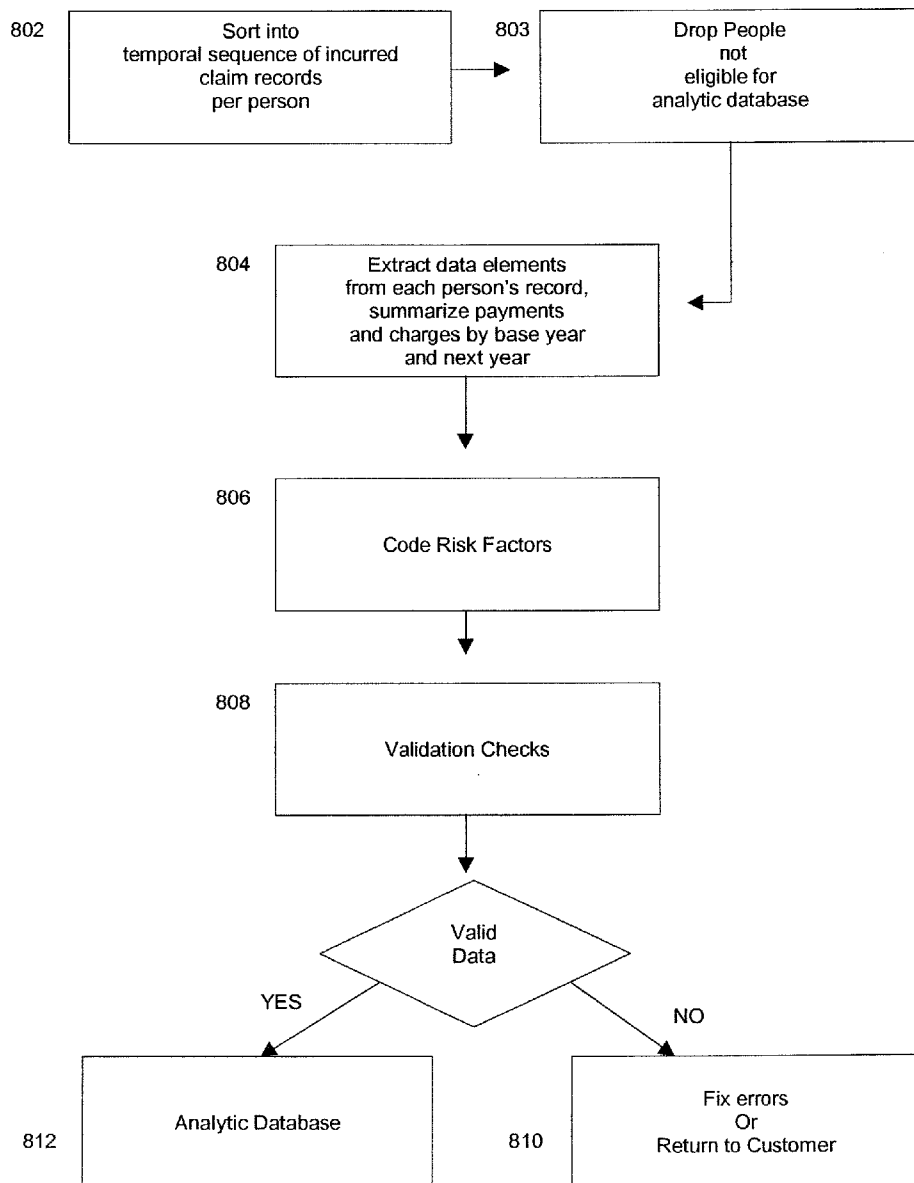 802
Sort into
temporal sequence of incurred
claim records
per person
803
Drop People
not
eligible for
analytic database
804
Extract data elements
from each person's record,
summarize payments
and charges by base year
and next year
806
Code Risk Factors
808
Validation Checks
Valid
Data
YES
NO
812
Analytic Database
810
Fix errors
Or
Return to Customer